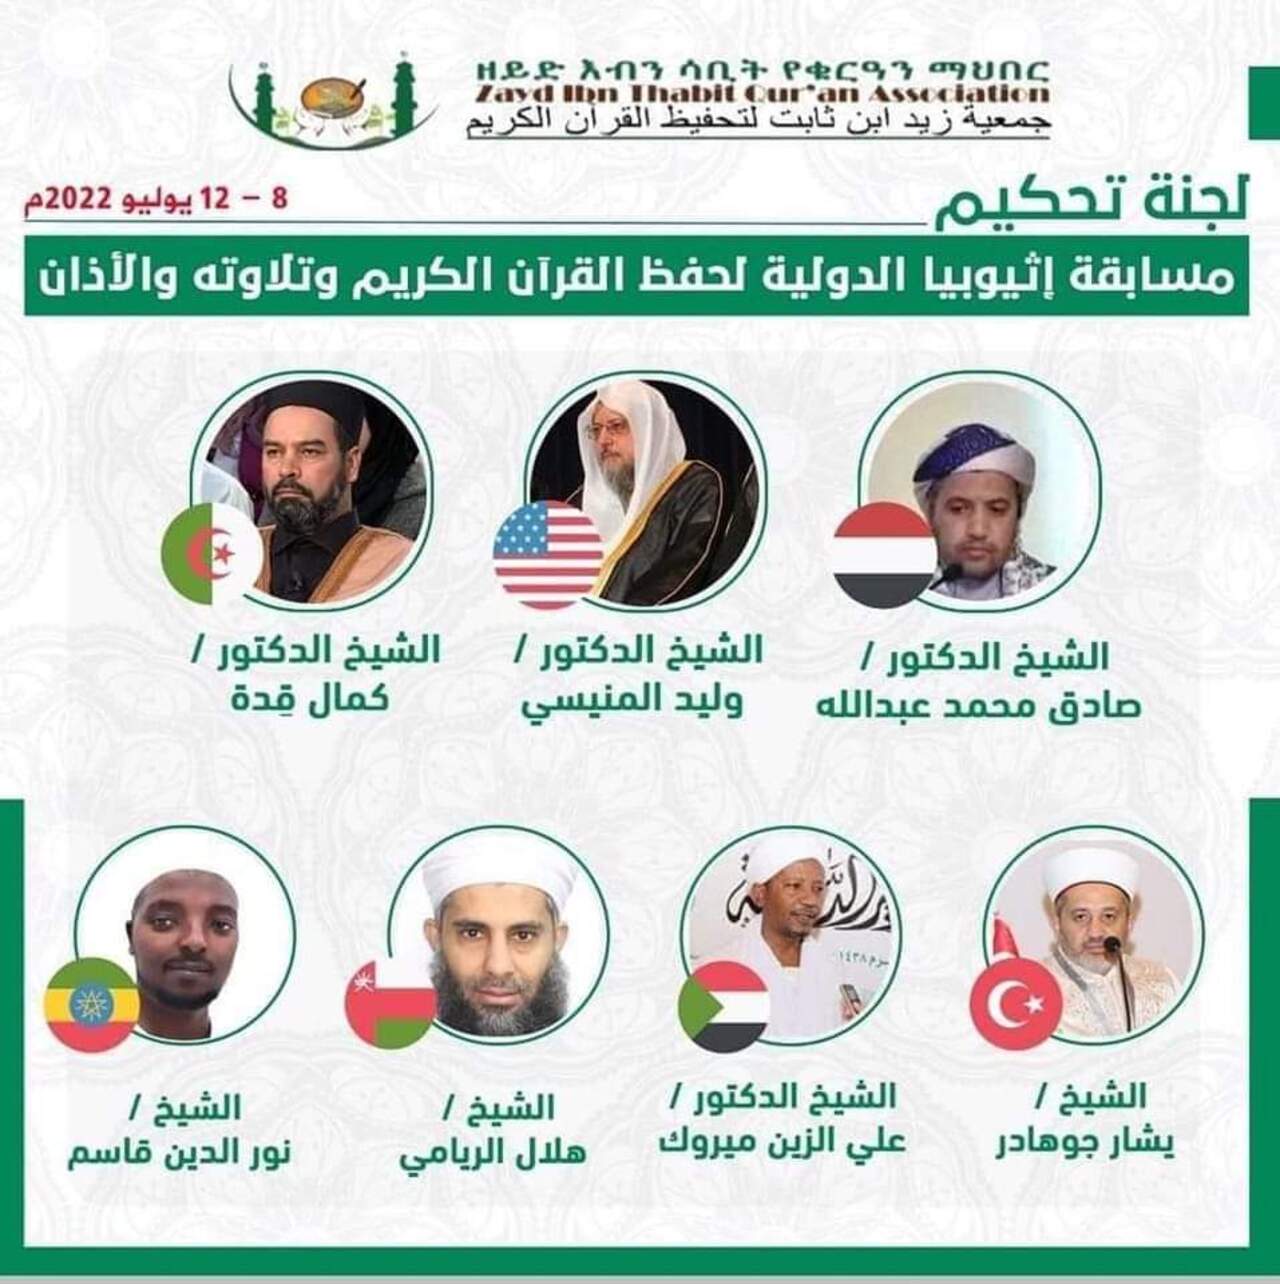 ዘይድ እብን ሳቢት የቁርዓን ማህበር
Zayd Ibn Thabit Qur'an Association
جمعية زيد ابن ثابت لتحفيظ القرآن الكريم
لجنة تحكيم
8 – 12 يوليو 2022م
مسابقة إثيوبيا الدولية لحفظ القرآن الكريم وتلاوته والأذان
الشيخ الدكتور /
صادق محمد عبدالله
الشيخ الدكتور /
وليد المنيسي
الشيخ الدكتور /
كمال قِدة
١٤٣٨
الشيخ /
يشار جوهادر
الشيخ الدكتور /
علي الزين ميروك
الشيخ /
هلال الريامي
الشيخ /
نور الدين قاسم